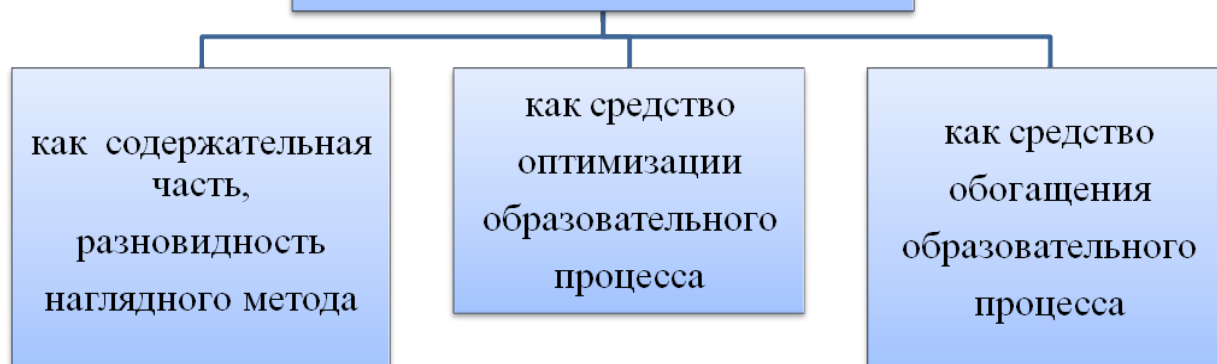 как содержательная
часть,
разновидность
наглядного метода
как средство
оптимизации
образовательного
процесса
как средство
обогащения
образовательного
процесса